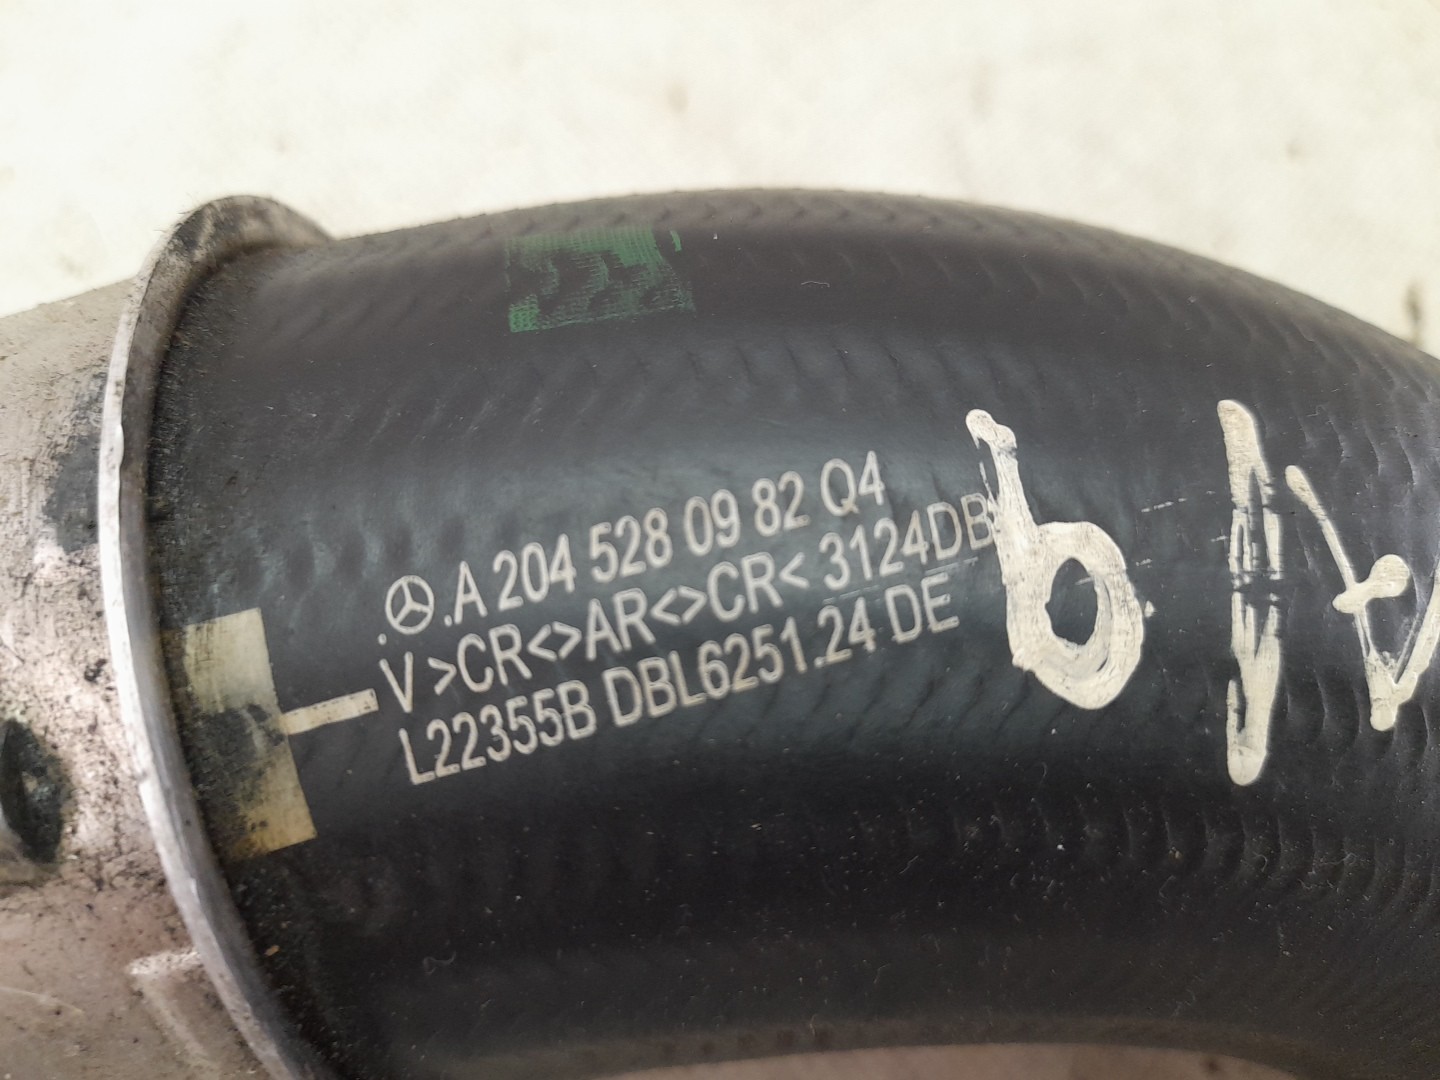 .A 204 528 09 82 Q4
V >CR<>AR<>CR< 3124DB
L22355B DBL6251.24 DE